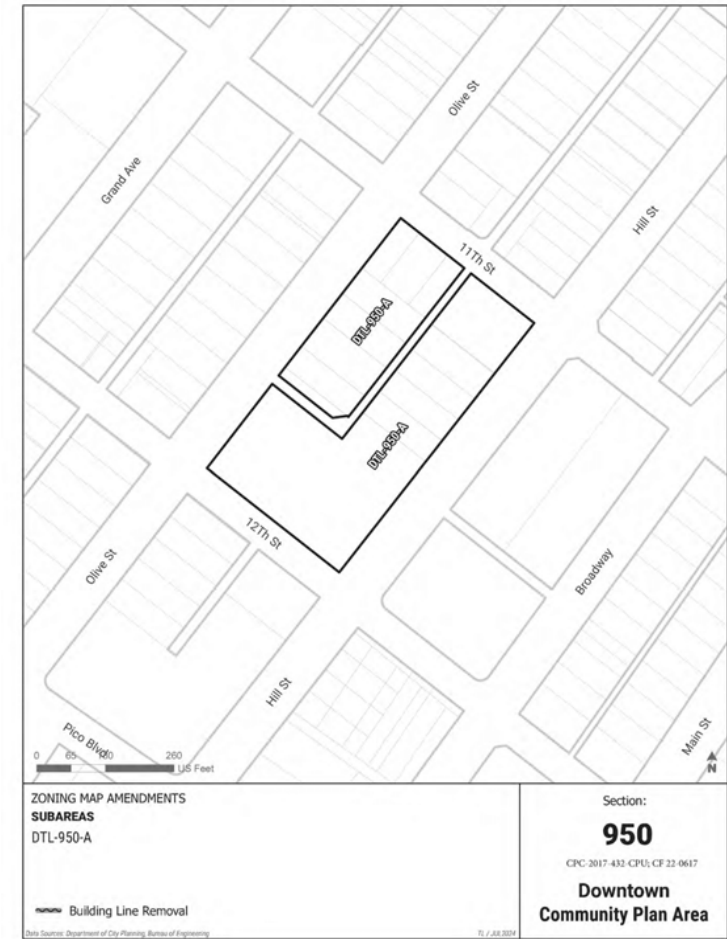 Olive St
Grand Ave
Hill St
11Th St
DTL-950-A
DTL-950-A
12Th St
Olive St
Broadway
Hill St
Main St
Pico Blvd
0 65 130 260
US Feet
N
ZONING MAP AMENDMENTS
SUBAREAS
DTL-950-A
Building Line Removal
Data Sources: Department of City Planning, Bureau of Engineering
TL / JUL 2024
Section:
950
CPC-2017-432-CPU; CF 22-0617
Downtown
Community Plan Area